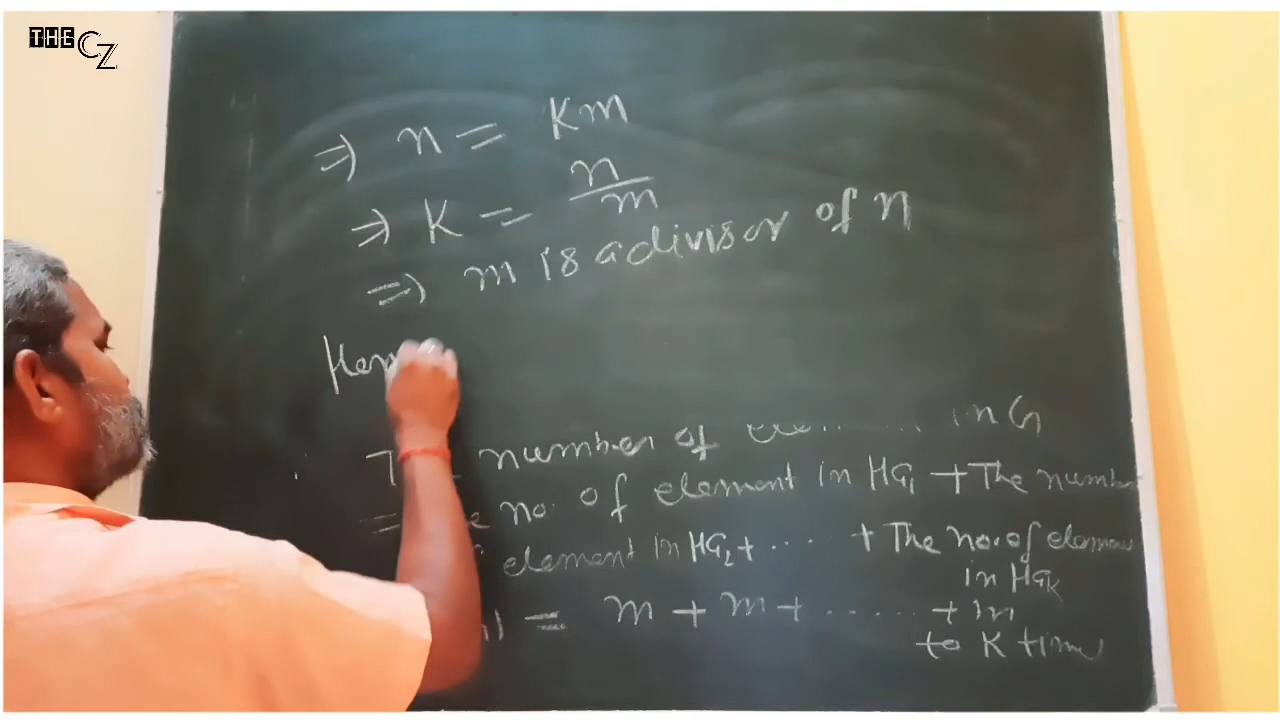 THE CZ
⇒ n = Km
⇒ K = n/m
⇒ m is a divisor of n
number of in G
= no. of element in HG₁ + The number
element in HG₂ + .... + The no. of element
in HGK
) = m + m + ...... + m
to K time